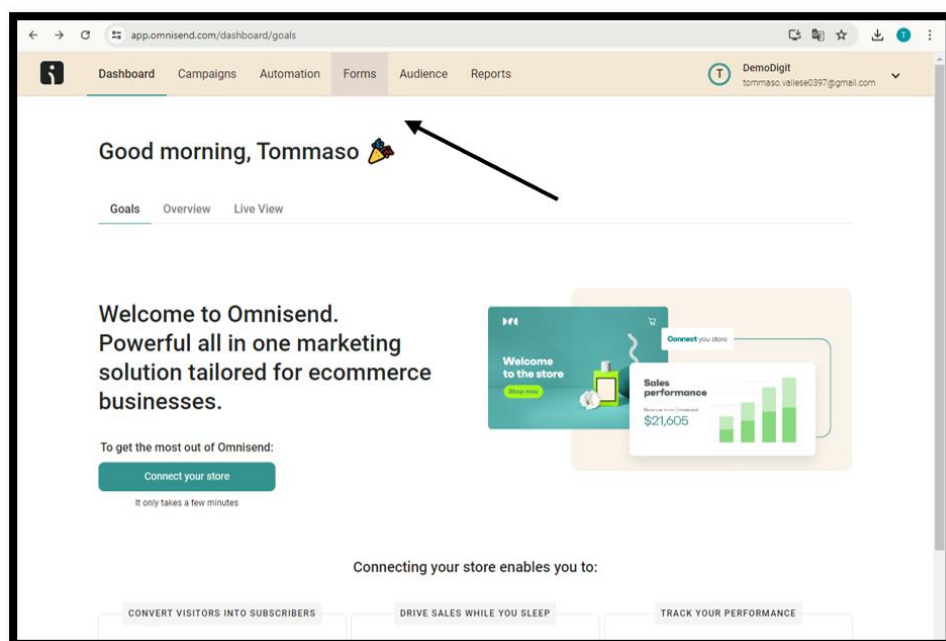 app.omnisend.com/dashboard/goals
T
Dashboard Campaigns Automation Forms Audience Reports
T
DemoDigit
tommaso.vallese0397@gmail.com
Good morning, Tommaso
Goals Overview Live View
Welcome to Omnisend.
Powerful all in one marketing
solution tailored for ecommerce
businesses.
To get the most out of Omnisend:
Connect your store
It only takes a few minutes
Welcome
to the store
Shop now
Connect you store
Sales
performance
$21,605
Connecting your store enables you to:
CONVERT VISITORS INTO SUBSCRIBERS
DRIVE SALES WHILE YOU SLEEP
TRACK YOUR PERFORMANCE